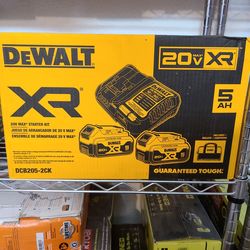 DEWALT
20V MAX XR
XR
5
AH
20V MAX* STARTER KIT
JUEGO DE ARRANCADOR DE 20 V MAX*
ENSEMBLE DE DÉMARRAGE DE 20 V MAX*
DCB205-2CK
GUARANTEED TOUGH.